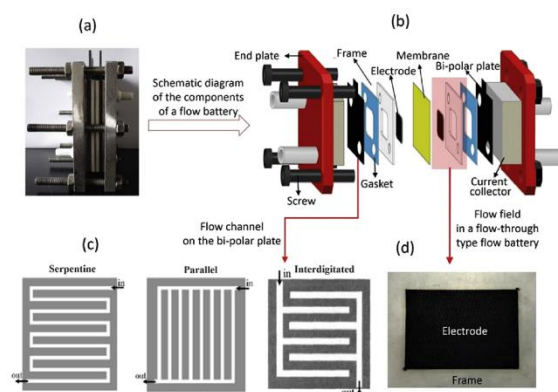 (a)
(b)
End plate
Frame
Membrane
Bi-polar plate
Electrode
Schematic diagram
of the components
of a flow battery
Gasket
Screw
Current
collector
Flow channel
on the bi-polar plate
Flow field
in a flow-through
type flow battery
(c)
Serpentine
Parallel
Interdigitated
(d)
in
in
in
out
out
out
Electrode
Frame